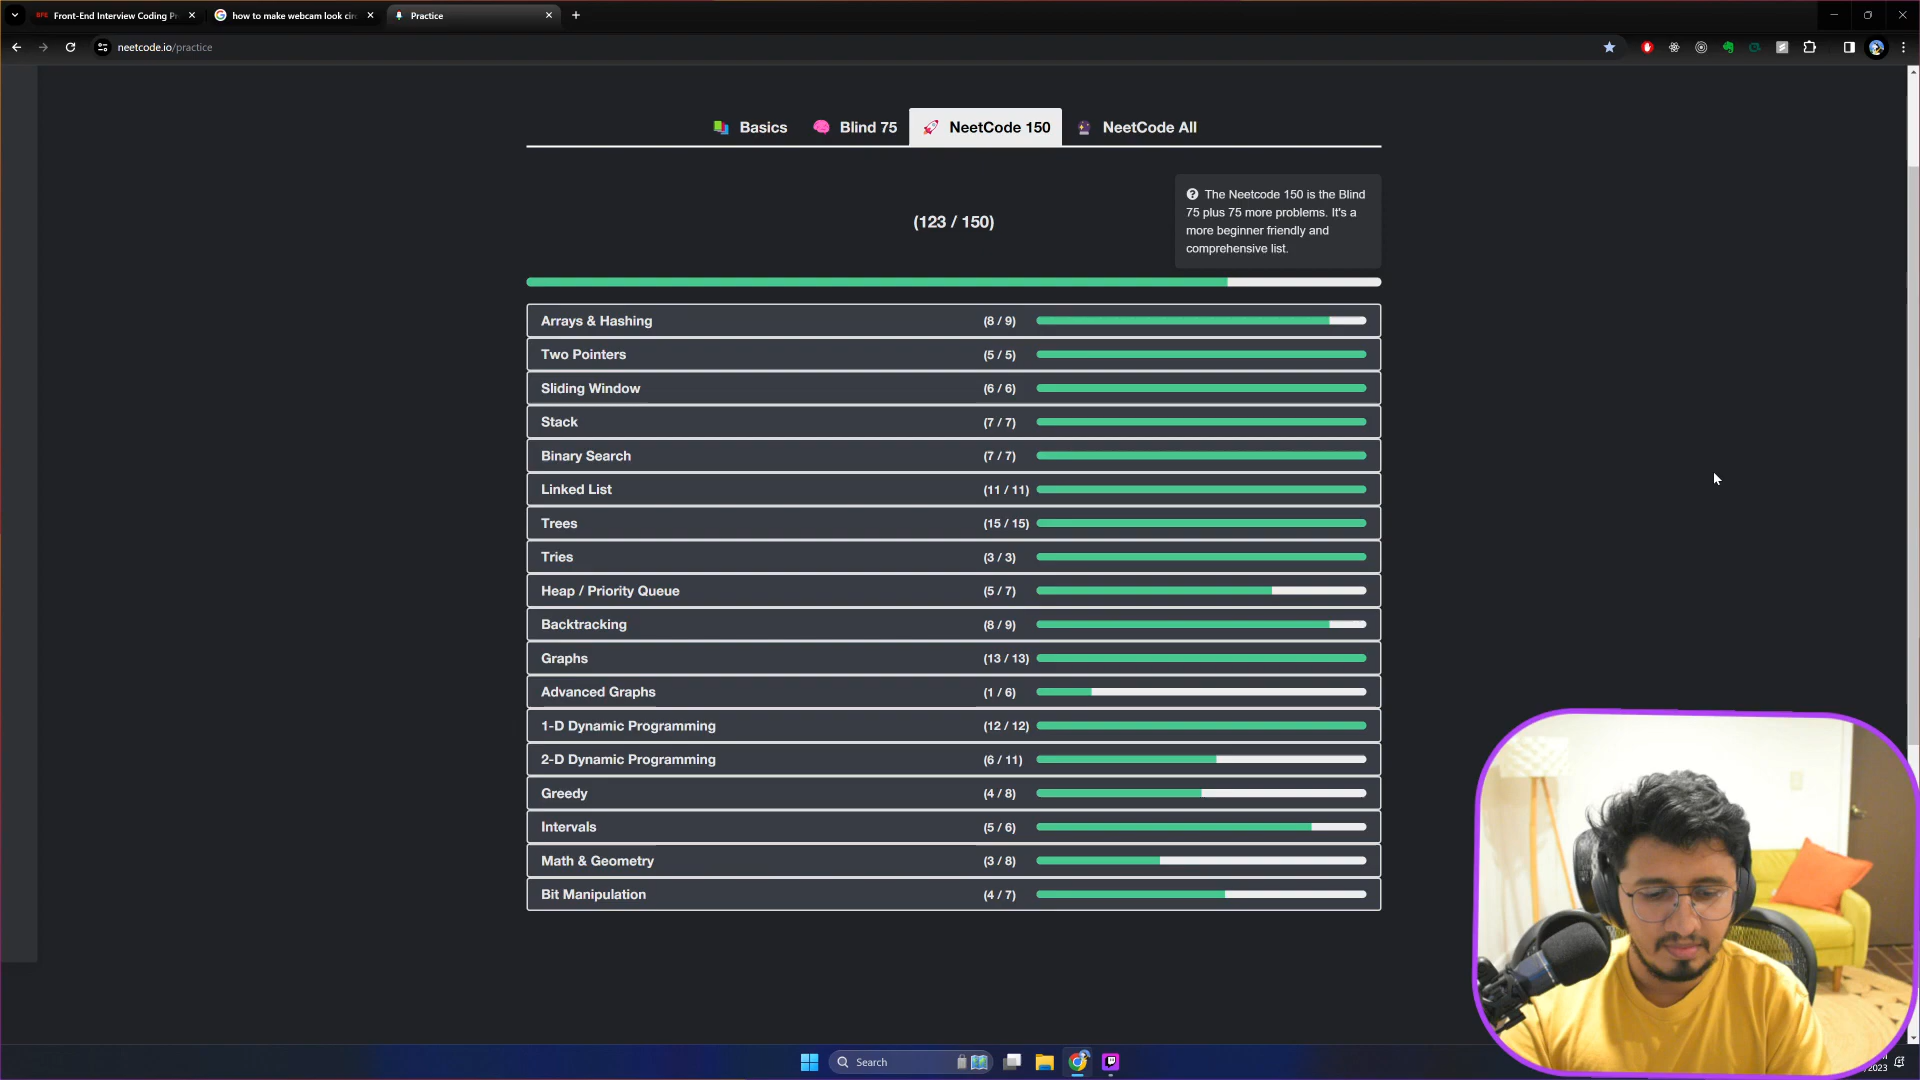 Front-End Interview Coding Pr
how to make webcam look circ
Practice
neetcode.io/practice
Basics
Blind 75
NeetCode 150
NeetCode All
(123 / 150)
The Neetcode 150 is the Blind
75 plus 75 more problems. It's a
more beginner friendly and
comprehensive list.
Arrays & Hashing (8 / 9)
Two Pointers (5 / 5)
Sliding Window (6 / 6)
Stack (7 / 7)
Binary Search (7 / 7)
Linked List (11 / 11)
Trees (15 / 15)
Tries (3 / 3)
Heap / Priority Queue (5 / 7)
Backtracking (8 / 9)
Graphs (13 / 13)
Advanced Graphs (1 / 6)
1-D Dynamic Programming (12 / 12)
2-D Dynamic Programming (6 / 11)
Greedy (4 / 8)
Intervals (5 / 6)
Math & Geometry (3 / 8)
Bit Manipulation (4 / 7)
Search
/2023